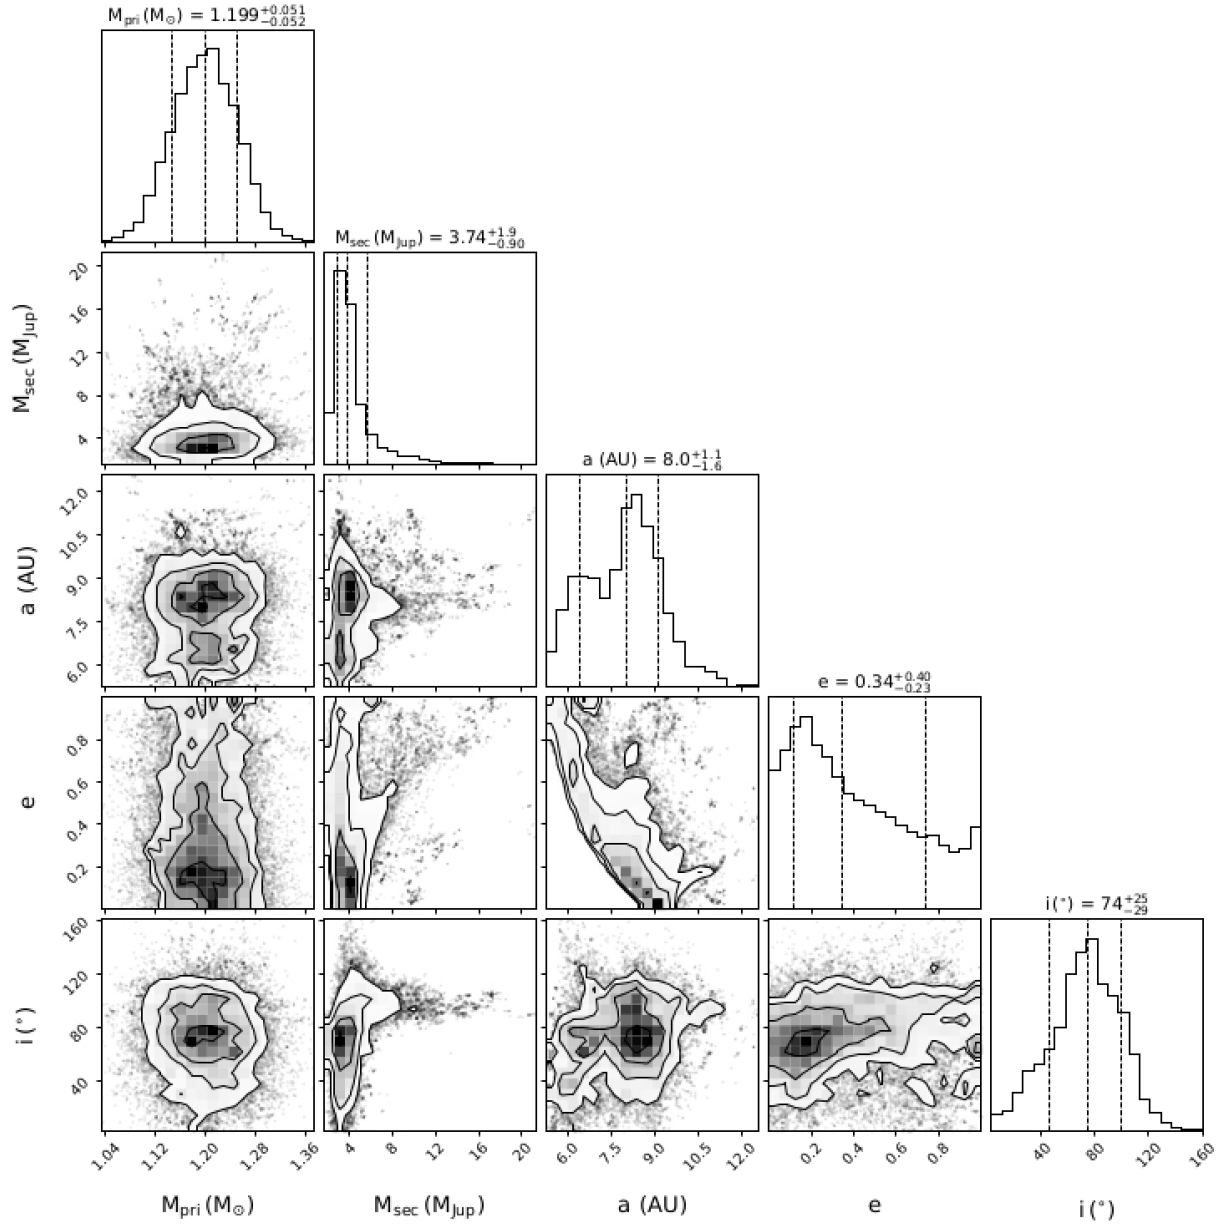 M_pri (M_⊙) = 1.199^{+0.051}_{−0.052}
M_sec (M_Jup) = 3.74^{+1.9}_{−0.90}
20
16
12
8
4
M_sec (M_Jup)
a (AU) = 8.0^{+1.1}_{−1.6}
12.0
10.5
9.0
7.5
6.0
a (AU)
e = 0.34^{+0.40}_{−0.23}
0.8
0.6
0.4
0.2
e
i (°) = 74^{+25}_{−29}
160
120
80
40
i (°)
1.04 1.12 1.20 1.28 1.36 4 8 12 16 20 6.0 7.5 9.0 10.5 12.0 0.2 0.4 0.6 0.8 40 80 120 160
M_pri (M_⊙) M_sec (M_Jup) a (AU) e i (°)